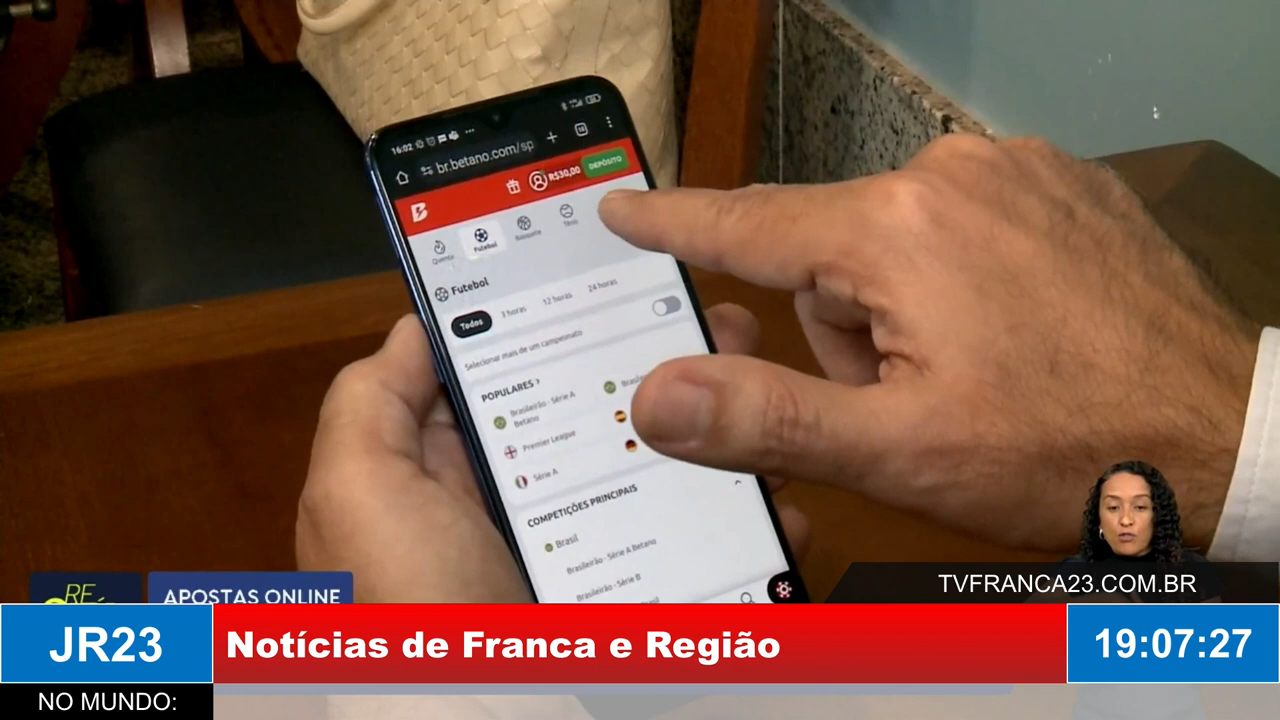 16:02
br.betano.com/sp
R$30,00
DEPÓSITO
Quente
Futebol
Basquete
Tênis
Futebol
Todos
3 horas
12 horas
24 horas
Selecionar mais de um campeonato
POPULARES
Brasileirão - Série A
Betano
Premier League
Série A
COMPETIÇÕES PRINCIPAIS
Brasil
Brasileirão - Série A Betano
Brasileirão - Série B
APOSTAS ONLINE
TVFRANCA23.COM.BR
JR23
Notícias de Franca e Região
19:07:27
NO MUNDO: